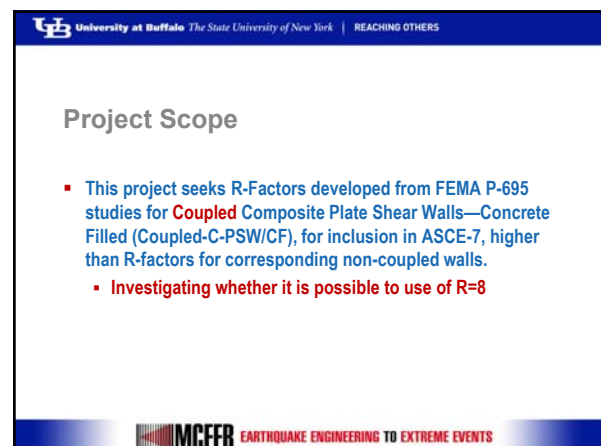 UB University at Buffalo The State University of New York | REACHING OTHERS
Project Scope
▪ This project seeks R-Factors developed from FEMA P-695
studies for Coupled Composite Plate Shear Walls—Concrete
Filled (Coupled-C-PSW/CF), for inclusion in ASCE-7, higher
than R-factors for corresponding non-coupled walls.
▪ Investigating whether it is possible to use of R=8
MCEER EARTHQUAKE ENGINEERING TO EXTREME EVENTS